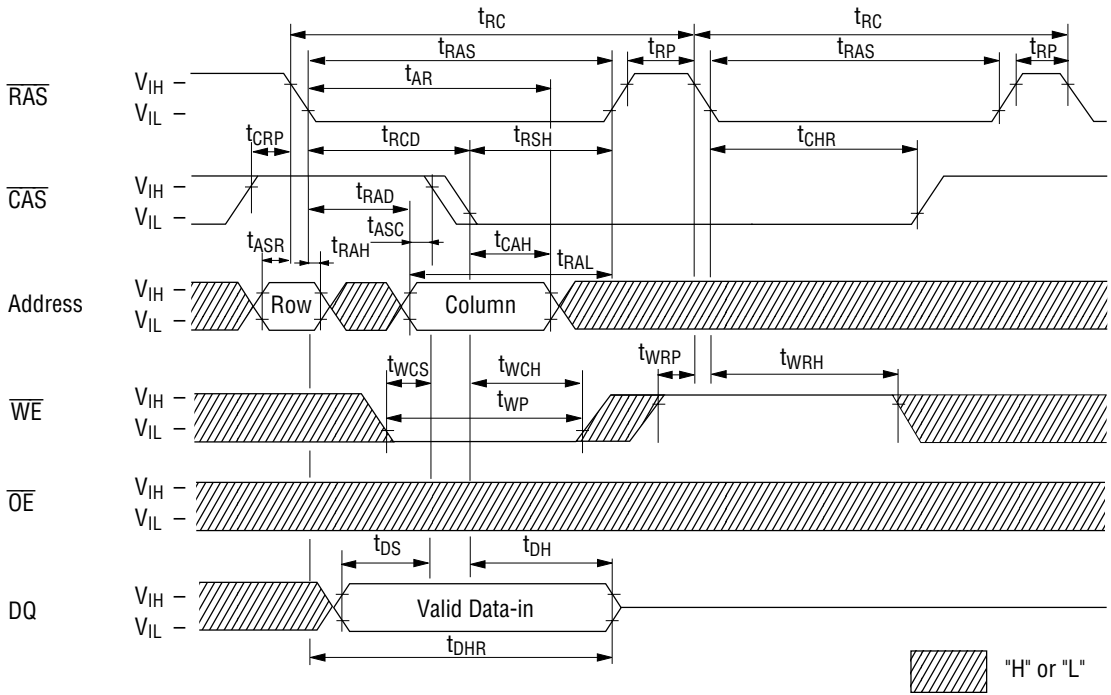 tRC tRC
tRAS tRP tRAS tRP
tAR
RAS VIH –
VIL –
tCRP tRCD tRSH tCHR
CAS VIH –
VIL –
tRAD
tASC tCAH
tASR tRAH tRAL
Address VIH –
VIL –
Row Column
tWCS tWCH tWRP tWRH
tWP
WE VIH –
VIL –
OE VIH –
VIL –
tDS tDH
DQ VIH –
VIL –
Valid Data-in
tDHR
"H" or "L"